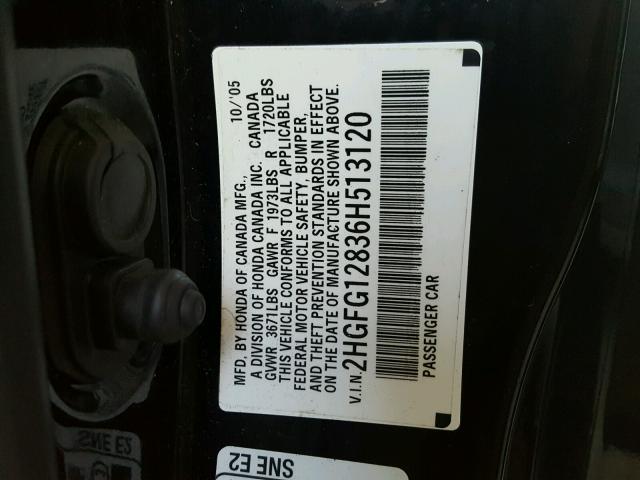 MFD. BY HONDA OF CANADA MFG., 10/'05
A DIVISION OF HONDA CANADA INC. CANADA
GVWR 3671LBS GAWR F 1973LBS R 1720LBS
THIS VEHICLE CONFORMS TO ALL APPLICABLE
FEDERAL MOTOR VEHICLE SAFETY, BUMPER,
AND THEFT PREVENTION STANDARDS IN EFFECT
ON THE DATE OF MANUFACTURE SHOWN ABOVE.
V.I.N. 2HGFG12836H513120
PASSENGER CAR
SNE E2
SNE E2